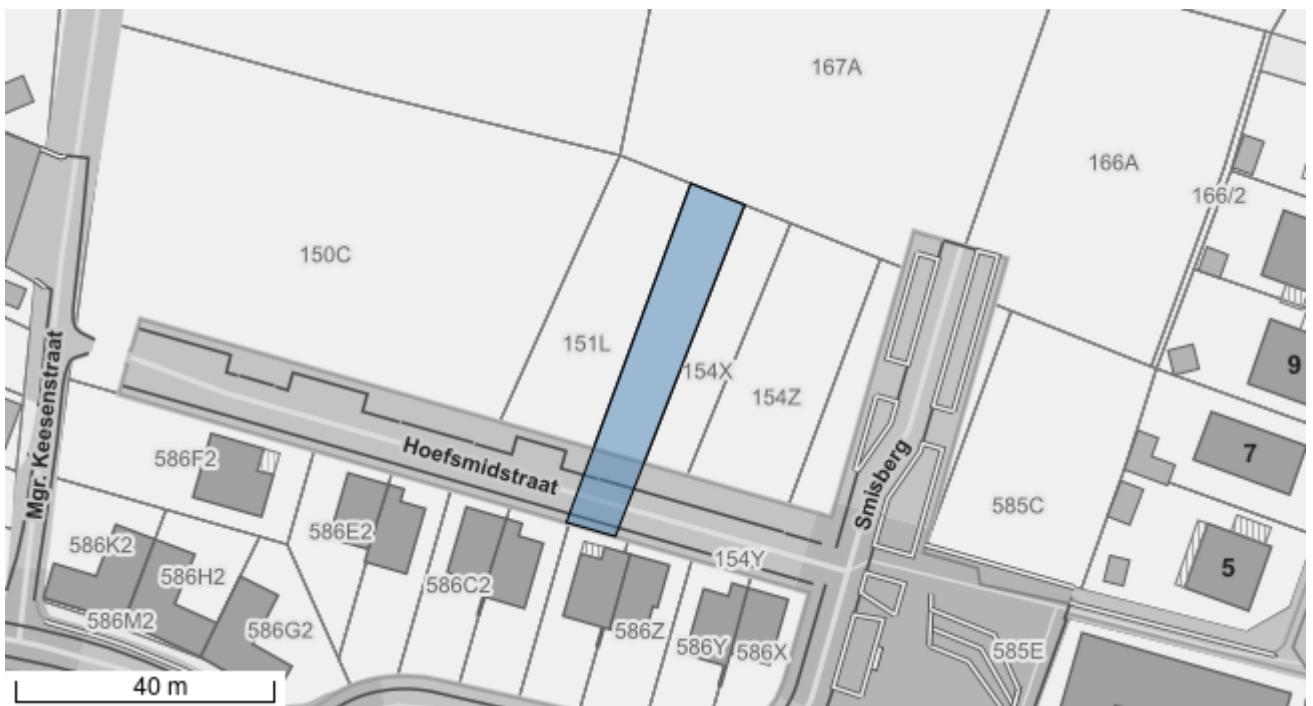 167A
166A
166/2
150C
151L
154X
154Z
9
Mgr. Keesenstraat
Hoefsmidstraat
Smisberg
7
586F2
585C
586E2
586K2
154Y
586H2
586C2
5
586M2
586G2
586Z
586Y
586X
585E
40 m